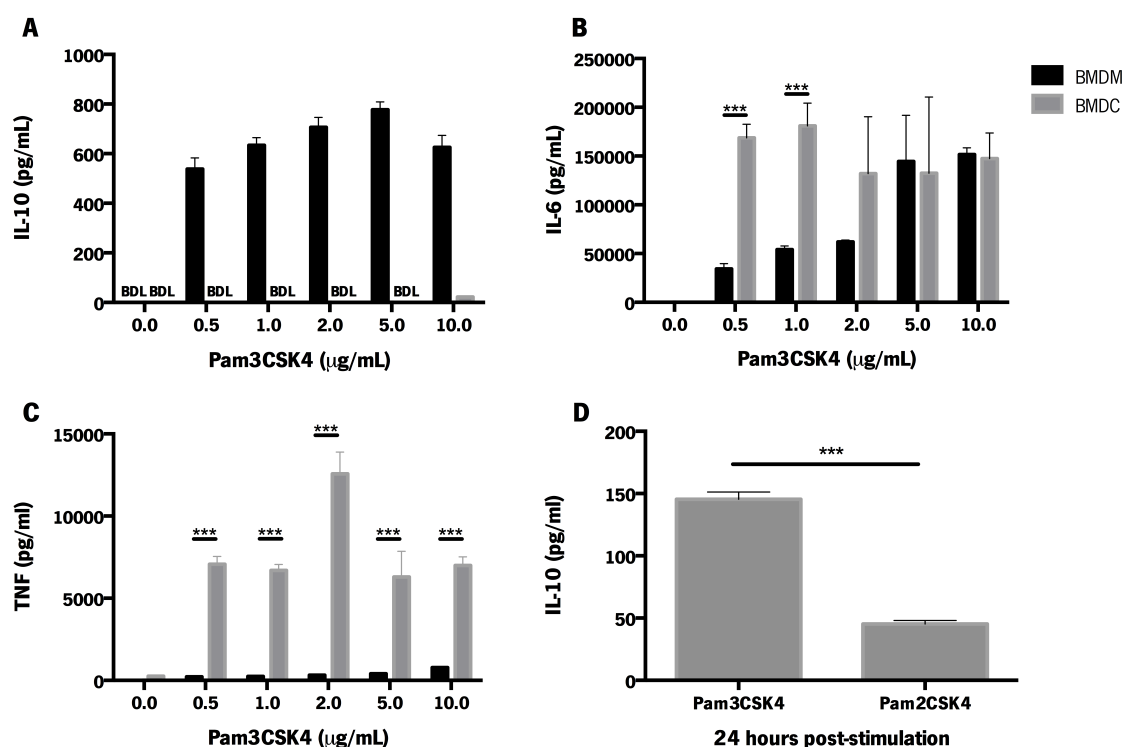 A
IL-10 (pg/mL)
1000
800
600
400
200
0
BDL BDL BDL BDL BDL BDL
0.0 0.5 1.0 2.0 5.0 10.0
Pam3CSK4 (μg/mL)
B
IL-6 (pg/mL)
250000
200000
150000
100000
50000
0
*** ***
0.0 0.5 1.0 2.0 5.0 10.0
Pam3CSK4 (μg/mL)
BMDM
BMDC
C
TNF (pg/ml)
15000
10000
5000
0
*** *** *** *** ***
0.0 0.5 1.0 2.0 5.0 10.0
Pam3CSK4 (μg/mL)
D
IL-10 (pg/ml)
200
150
100
50
0
***
Pam3CSK4 Pam2CSK4
24 hours post-stimulation